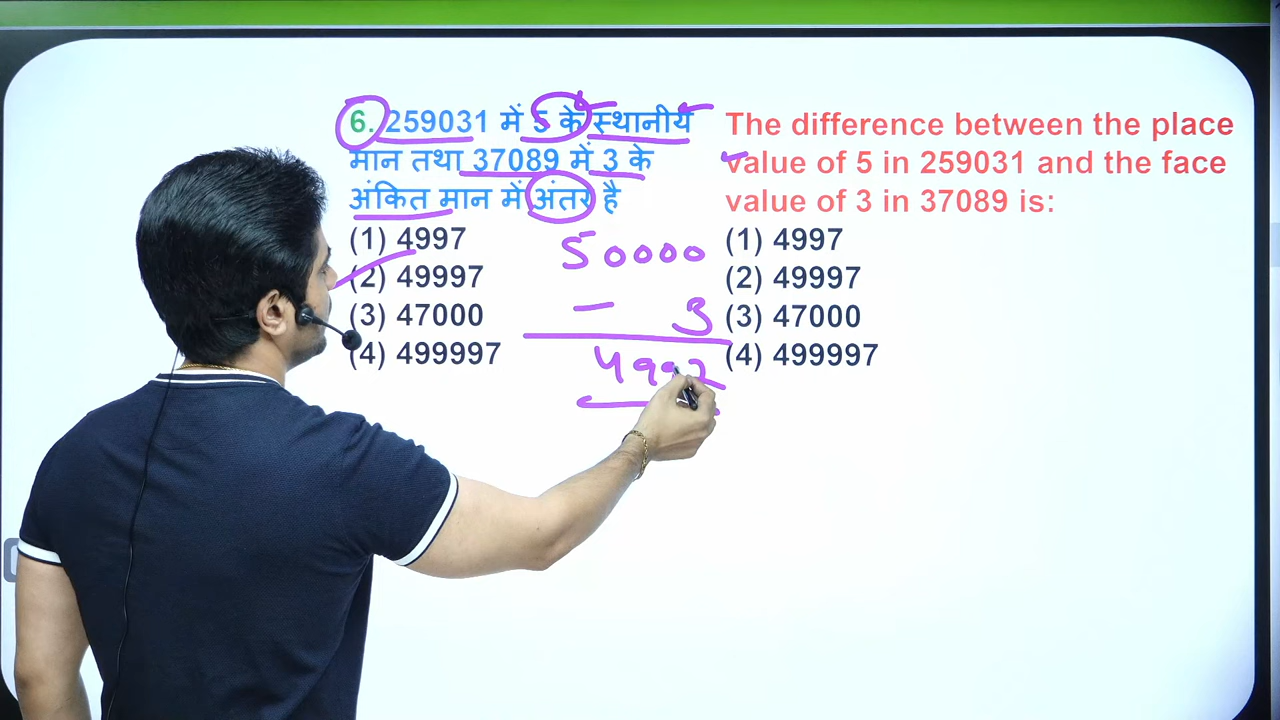 6. 259031 में 5 के स्थानीय
मान तथा 37089 में 3 के
अंकित मान में अंतर है
(1) 4997
(2) 49997
(3) 47000
(4) 499997
50000
- 3
The difference between the place
value of 5 in 259031 and the face
value of 3 in 37089 is:
(1) 4997
(2) 49997
(3) 47000
(4) 499997